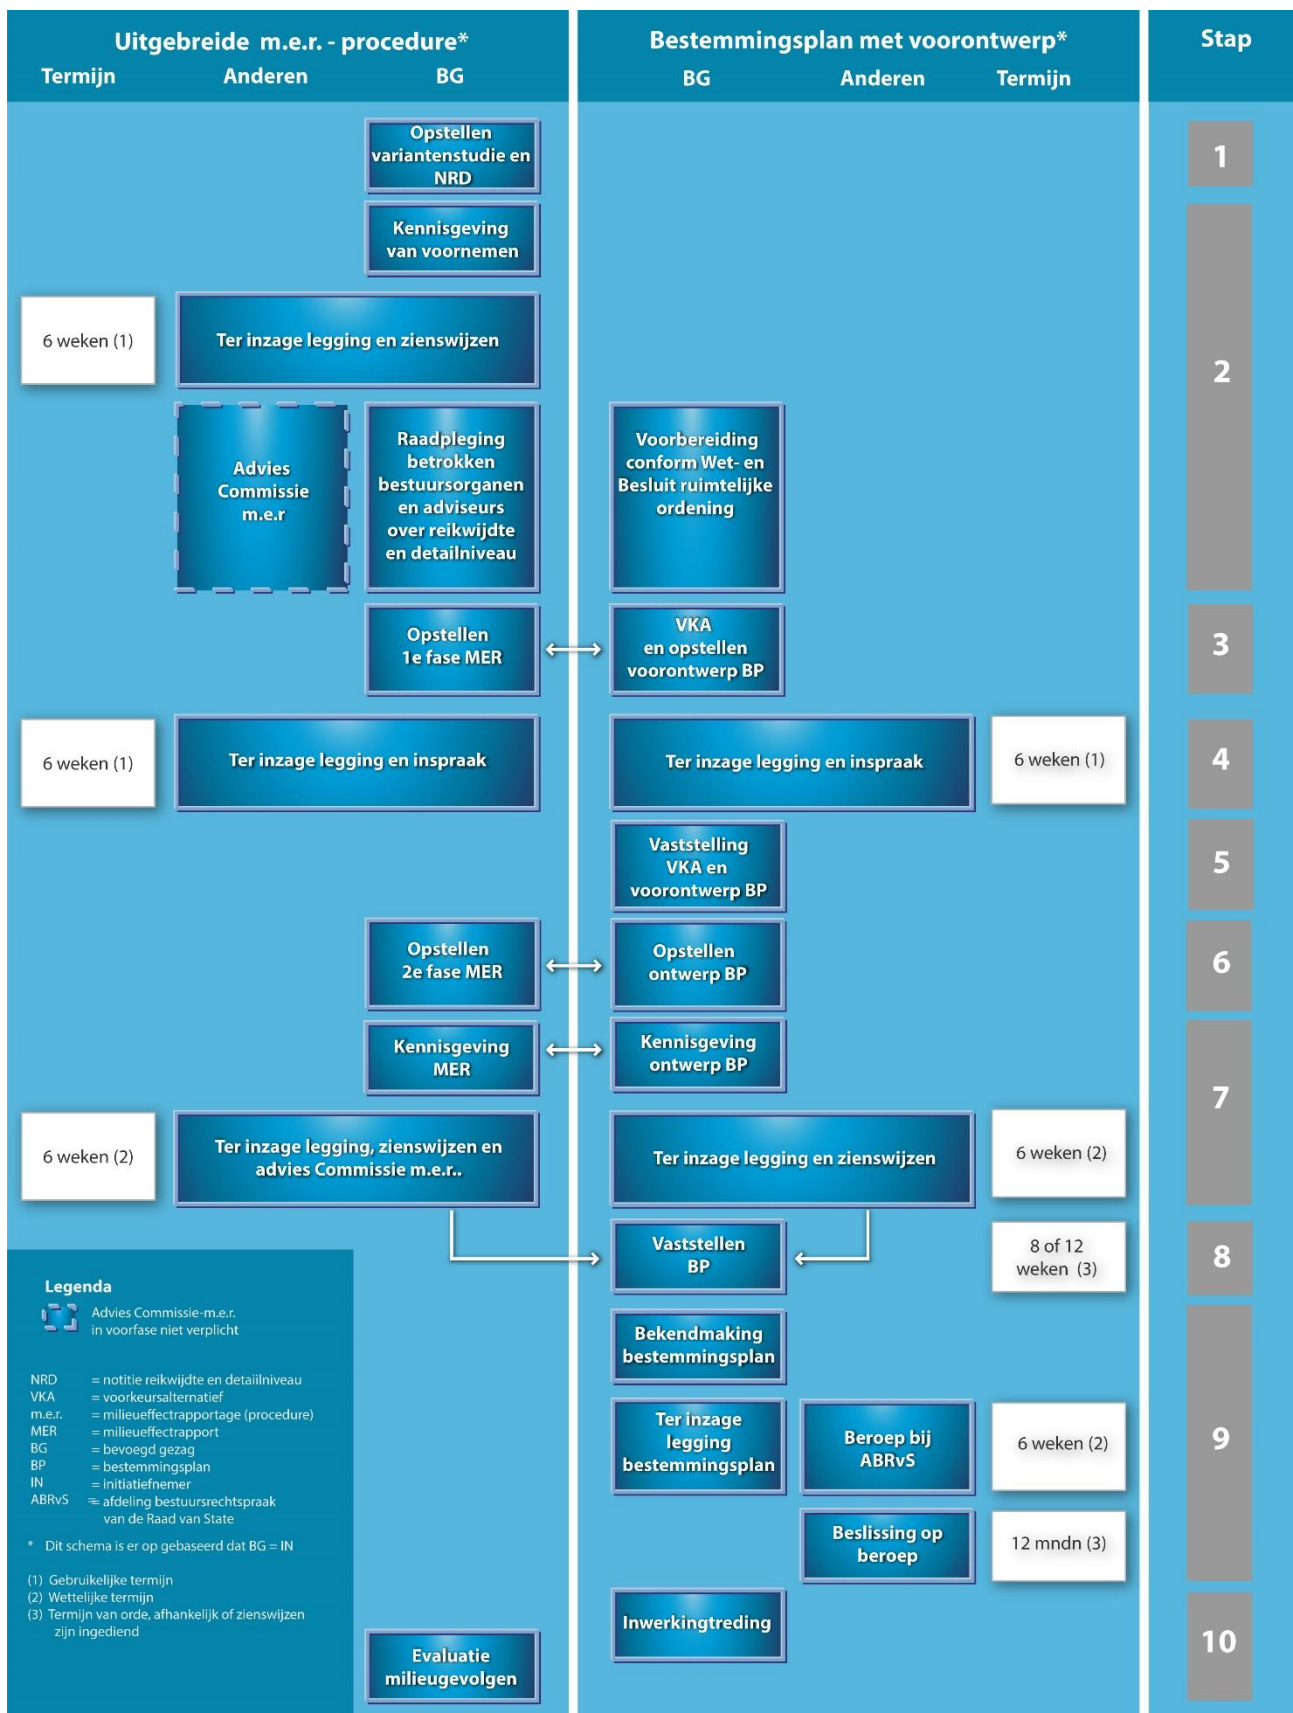 Uitgebreide m.e.r. - procedure*
Bestemmingsplan met voorontwerp*
Stap
Termijn
Anderen
BG
BG
Anderen
Termijn
Opstellen
variantenstudie en
NRD
1
Kennisgeving
van voornemen
6 weken (1)
Ter inzage legging en zienswijzen
2
Advies
Commissie
m.e.r
Raadpleging
betrokken
bestuursorganen
en adviseurs
over reikwijdte
en detailniveau
Voorbereiding
conform Wet- en
Besluit ruimtelijke
ordening
Opstellen
1e fase MER
VKA
en opstellen
voorontwerp BP
3
6 weken (1)
Ter inzage legging en inspraak
Ter inzage legging en inspraak
6 weken (1)
4
Vaststelling
VKA en
voorontwerp BP
5
Opstellen
2e fase MER
Opstellen
ontwerp BP
6
Kennisgeving
MER
Kennisgeving
ontwerp BP
7
6 weken (2)
Ter inzage legging, zienswijzen en
advies Commissie m.e.r..
Ter inzage legging en zienswijzen
6 weken (2)
Vaststellen
BP
8 of 12
weken (3)
8
Bekendmaking
bestemmingsplan
Ter inzage
legging
bestemmingsplan
Beroep bij
ABRvS
6 weken (2)
9
Beslissing op
beroep
12 mndn (3)
Inwerkingtreding
10
Evaluatie
milieugevolgen
Legenda
Advies Commissie-m.e.r.
in voorfase niet verplicht
NRD = notitie reikwijdte en detaiilniveau
VKA = voorkeursalternatief
m.e.r. = milieueffectrapportage (procedure)
MER = milieueffectrapport
BG = bevoegd gezag
BP = bestemmingsplan
IN = initiatiefnemer
ABRvS = afdeling bestuursrechtspraak
van de Raad van State
* Dit schema is er op gebaseerd dat BG = IN
(1) Gebruikelijke termijn
(2) Wettelijke termijn
(3) Termijn van orde, afhankelijk of zienswijzen
zijn ingediend